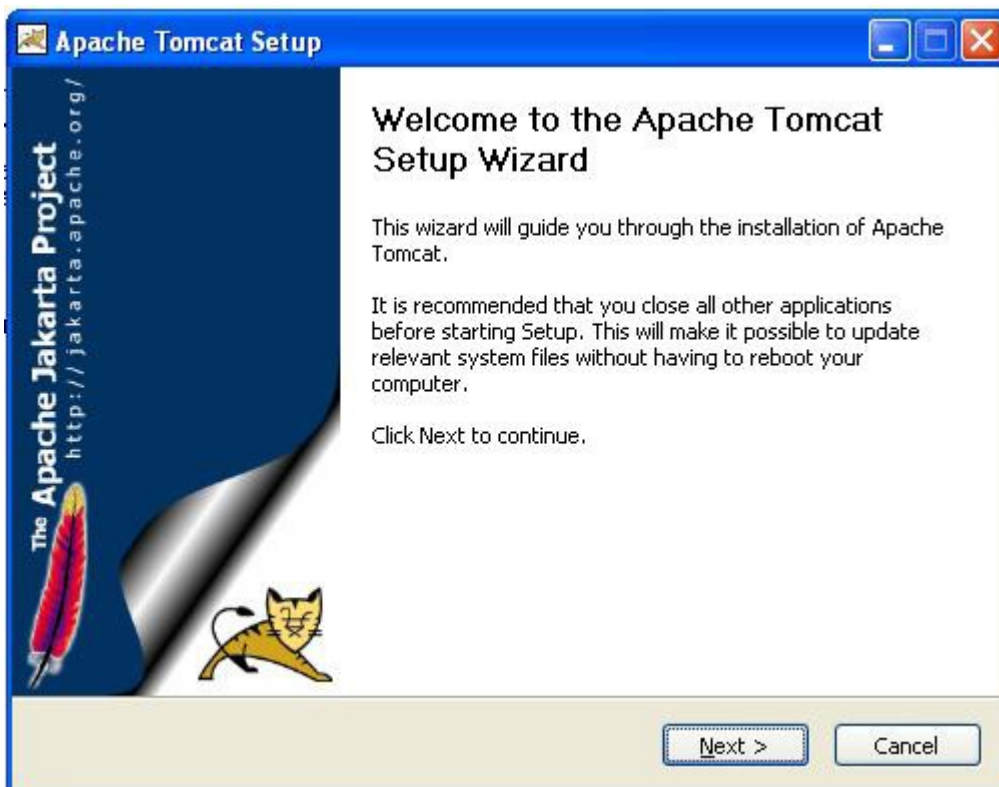 Apache Tomcat Setup
The Apache Jakarta Project
http://jakarta.apache.org/
Welcome to the Apache Tomcat
Setup Wizard
This wizard will guide you through the installation of Apache
Tomcat.
It is recommended that you close all other applications
before starting Setup. This will make it possible to update
relevant system files without having to reboot your
computer.
Click Next to continue.
Next >
Cancel